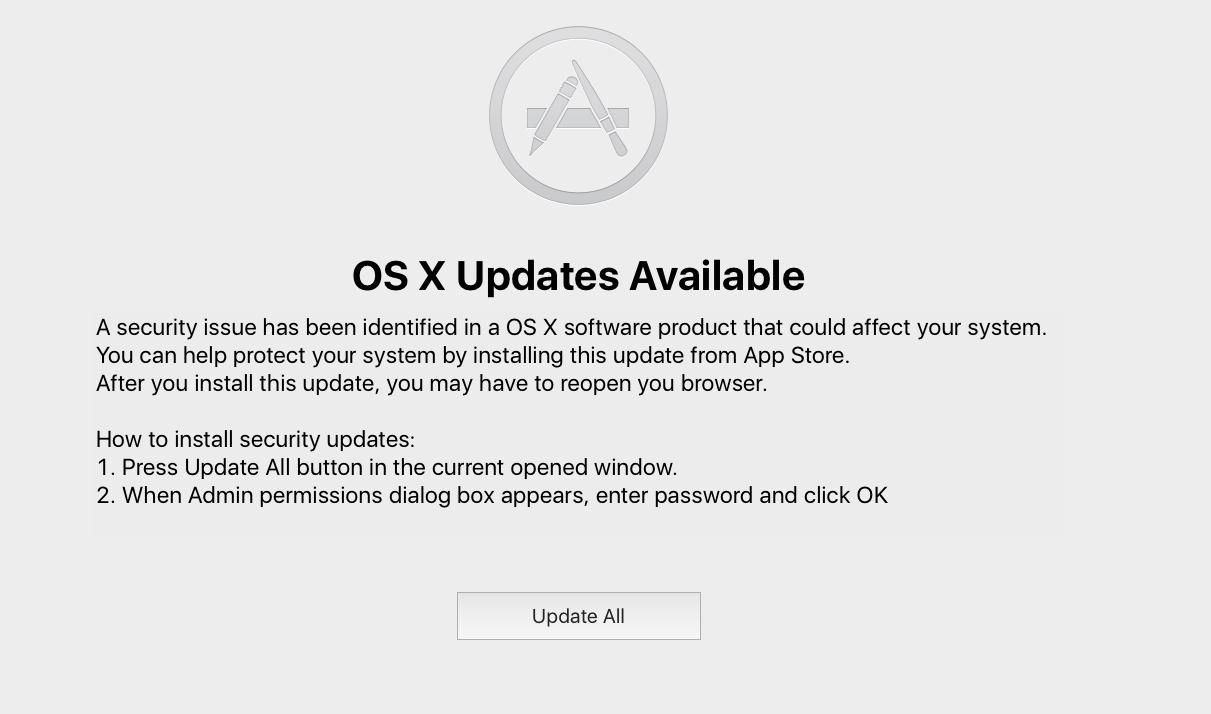 OS X Updates Available
A security issue has been identified in a OS X software product that could affect your system.
You can help protect your system by installing this update from App Store.
After you install this update, you may have to reopen you browser.
How to install security updates:
1. Press Update All button in the current opened window.
2. When Admin permissions dialog box appears, enter password and click OK
Update All